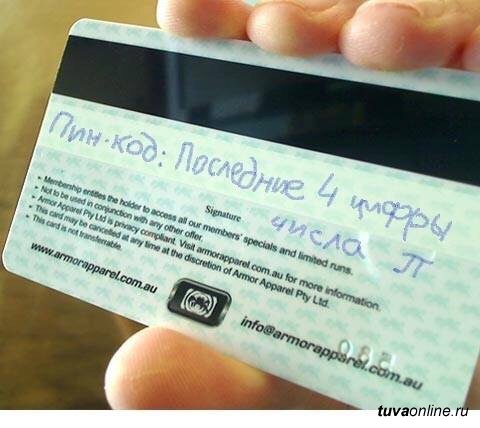 Пин-код: Последние 4 цифры
числа π
Signature
• Membership entitles the holder to access all our members' specials and limited runs.
• Not to be used in conjunction with any other offer.
• Armor Apparel Pty Ltd is privacy compliant. Visit armorapparel.com.au for more information.
• This card may be cancelled at any time at the discretion of Armor Apparel Pty Ltd.
• This card is not transferrable.
www.armorapparel.com.au
info@armorapparel.com.au
tuvaonline.ru